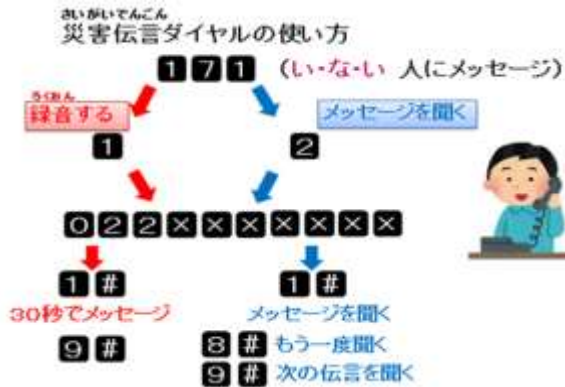 さいがいでんごん
災害伝言ダイヤルの使い方
171 (い・な・い 人にメッセージ)
ろくおん
録音する メッセージを聞く
1 2
022×××××××
1# 1#
30秒でメッセージ メッセージを聞く
9# 8# もう一度聞く
9# 次の伝言を聞く